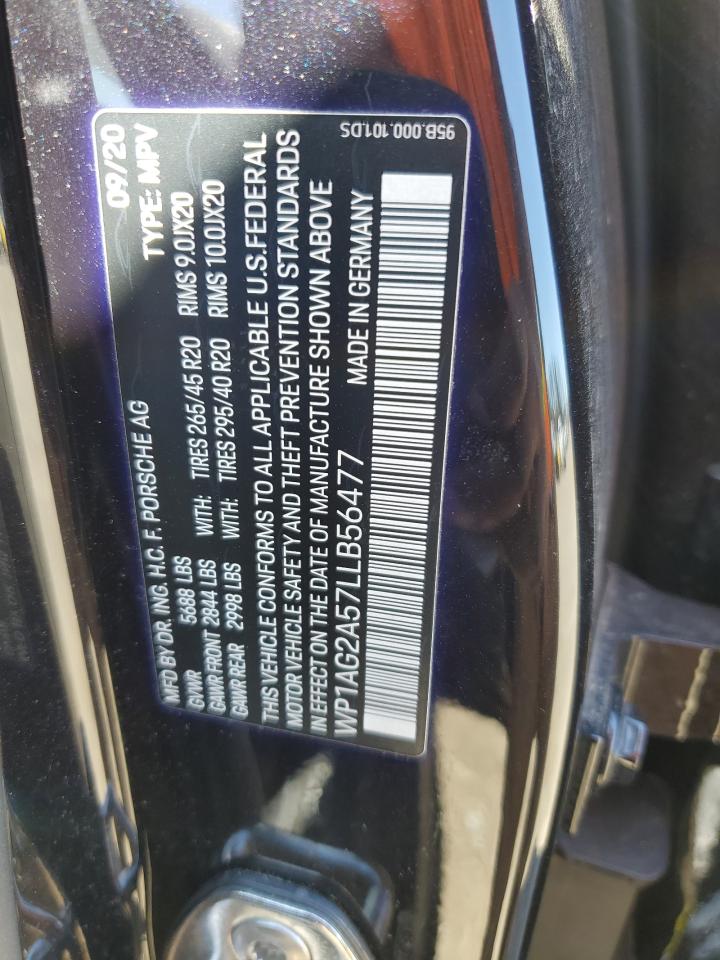 MFD BY DR. ING. H.C. F. PORSCHE AG 09/20
GVWR 5688 LBS TYPE: MPV
GAWR FRONT 2844 LBS WITH: TIRES 265/45 R20 RIMS 9.0JX20
GAWR REAR 2998 LBS WITH: TIRES 295/40 R20 RIMS 10.0JX20
THIS VEHICLE CONFORMS TO ALL APPLICABLE U.S. FEDERAL
MOTOR VEHICLE SAFETY AND THEFT PREVENTION STANDARDS
IN EFFECT ON THE DATE OF MANUFACTURE SHOWN ABOVE
WP1AG2A57LLB56477 MADE IN GERMANY
95B.000.101.DS